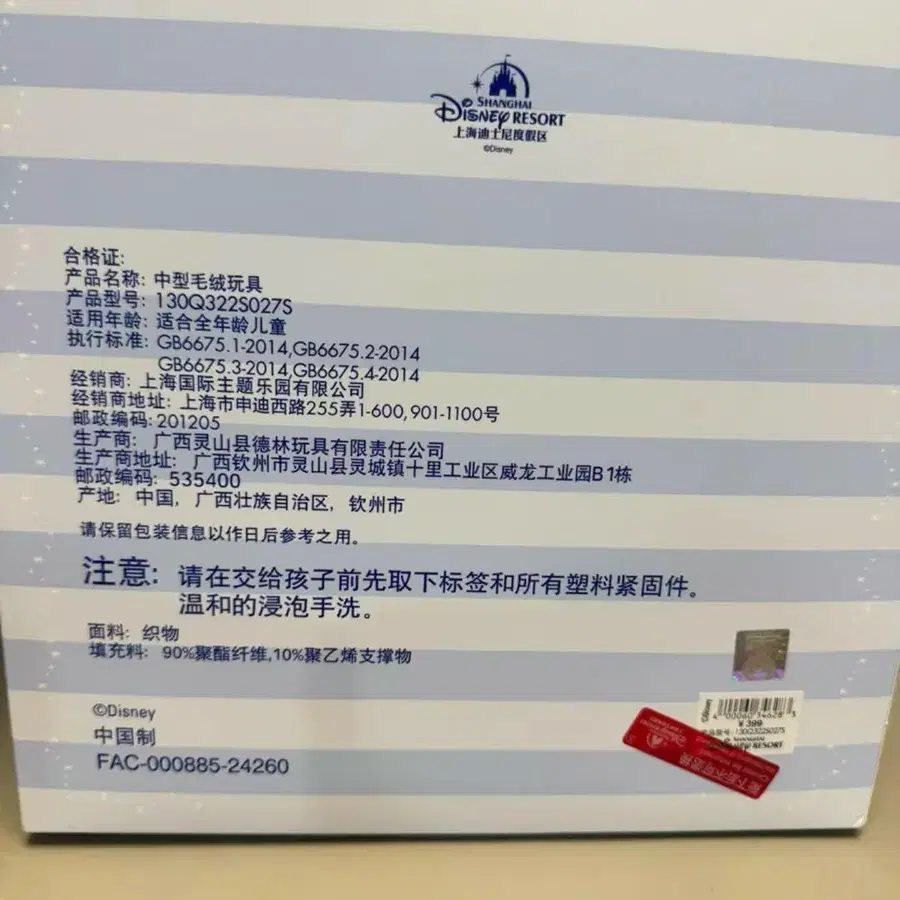 SHANGHAI
Disney RESORT
上海迪士尼度假区
©Disney
合格证:
产品名称: 中型毛绒玩具
产品型号: 130Q322S027S
适用年龄: 适合全年龄儿童
执行标准: GB6675.1-2014,GB6675.2-2014
GB6675.3-2014,GB6675.4-2014
经销商: 上海国际主题乐园有限公司
经销商地址: 上海市申迪西路255弄1-600,901-1100号
邮政编码:201205
生产商: 广西灵山县德林玩具有限责任公司
生产商地址: 广西钦州市灵山县灵城镇十里工业区威龙工业园B1栋
邮政编码: 535400
产地: 中国, 广西壮族自治区, 钦州市
请保留包装信息以作日后参考之用。
注意: 请在交给孩子前先取下标签和所有塑料紧固件。
温和的浸泡手洗。
面料: 织物
填充料: 90%聚酯纤维,10%聚乙烯支撑物
©Disney
中国制
FAC-000885-24260
©Disney
¥399
130Q322S027S
SHANGHAI
Disney RESORT